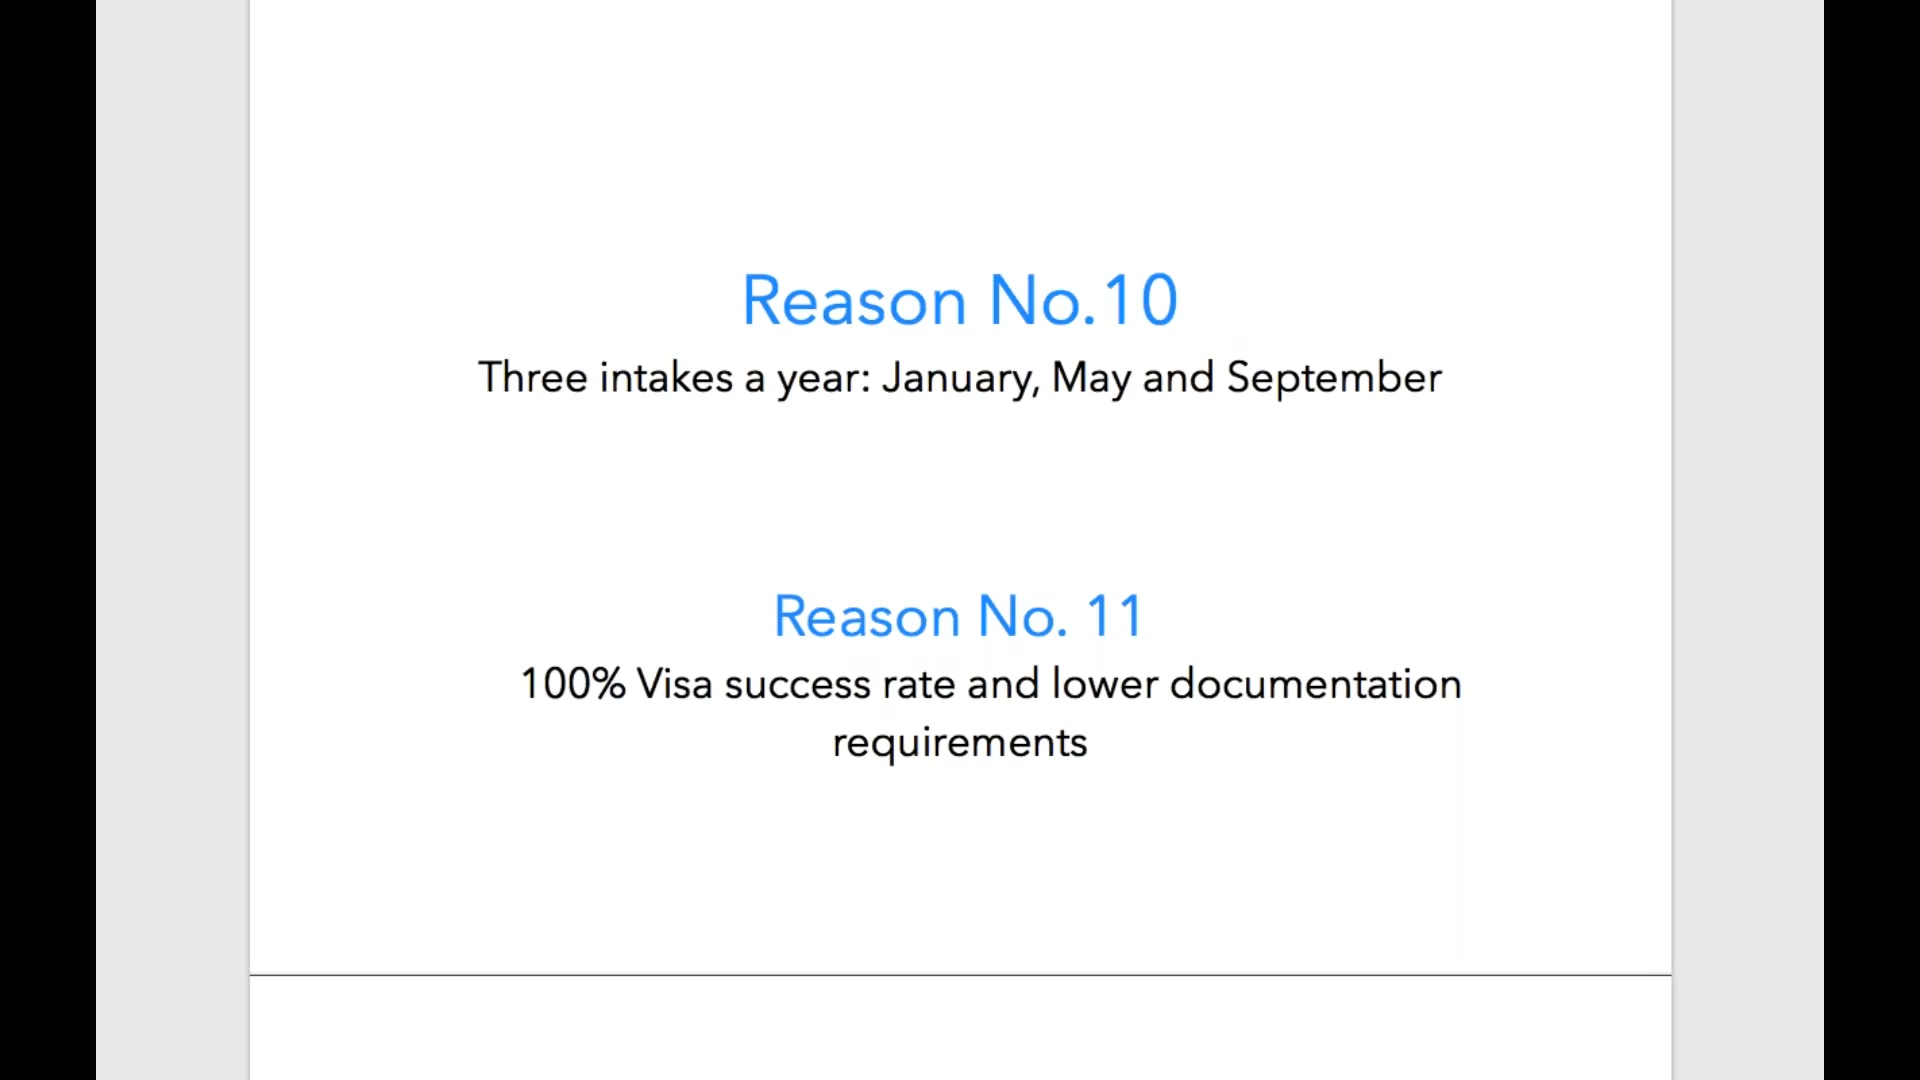 Reason No.10
Three intakes a year: January, May and September
Reason No. 11
100% Visa success rate and lower documentation
requirements